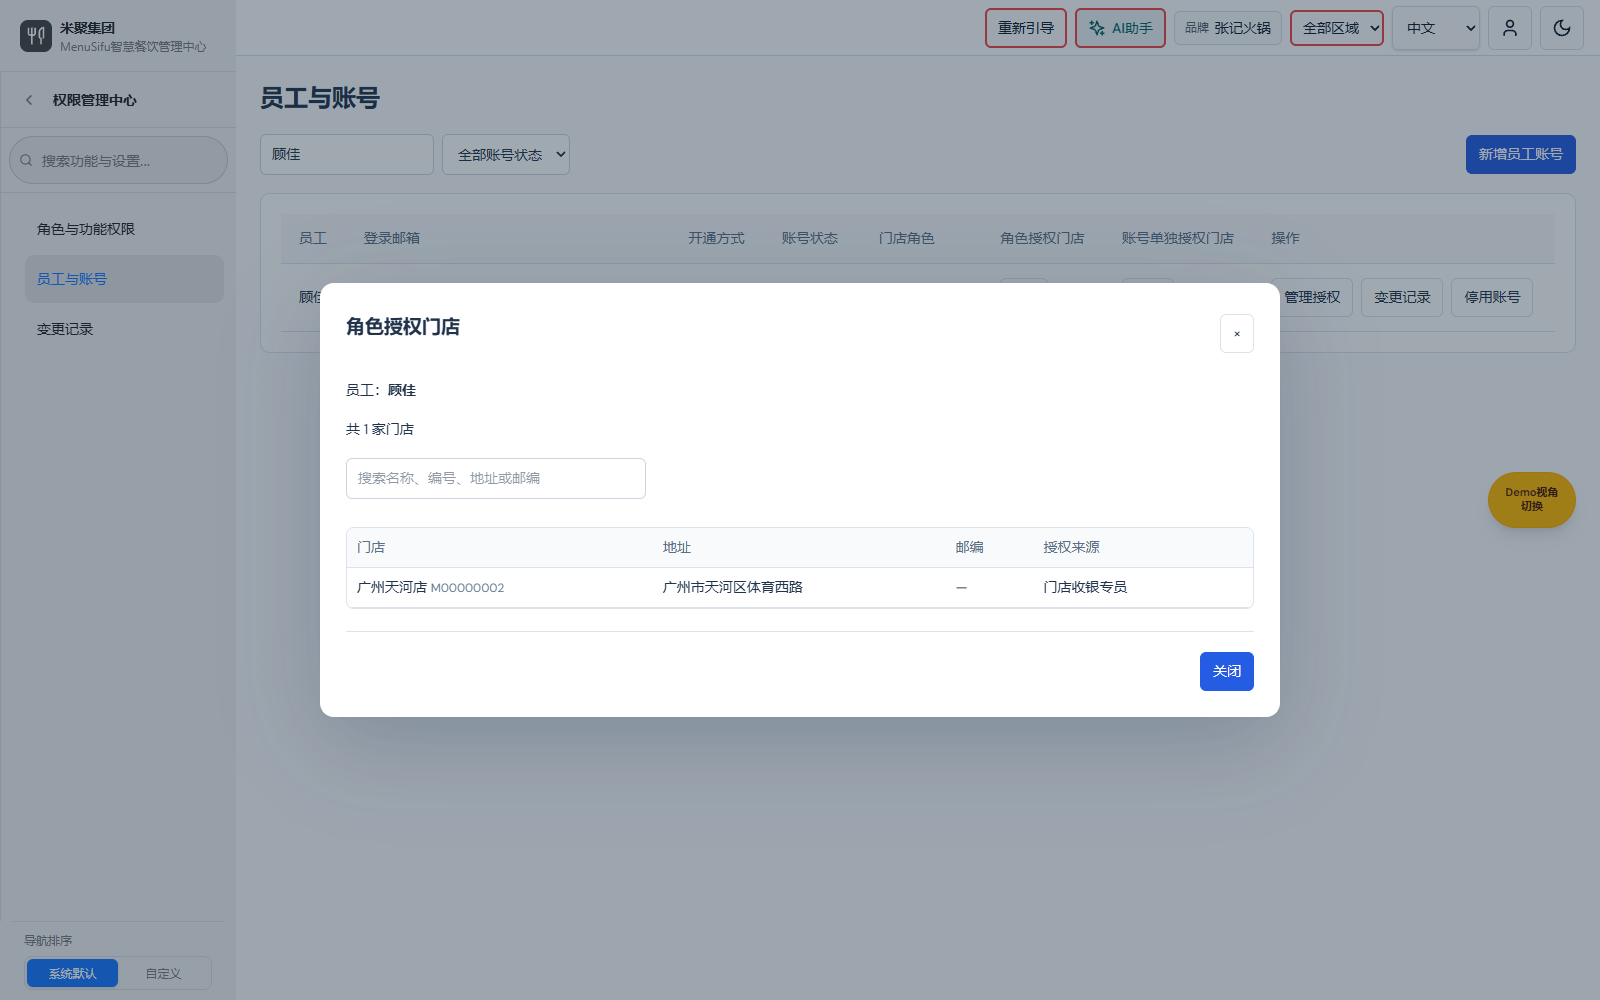 米聚集团
MenuSifu智慧餐饮管理中心
重新引导
AI助手
品牌 张记火锅
全部区域
中文
权限管理中心
搜索功能与设置...
角色与功能权限
员工与账号
变更记录
员工与账号
顾佳
全部账号状态
新增员工账号
员工 登录邮箱 开通方式 账号状态 门店角色 角色授权门店 账号单独授权门店 操作
管理授权 变更记录 停用账号
角色授权门店
×
员工：顾佳
共 1 家门店
搜索名称、编号、地址或邮编
门店 地址 邮编 授权来源
广州天河店 M00000002 广州市天河区体育西路 — 门店收银专员
关闭
Demo视角
切换
导航排序
系统默认 自定义